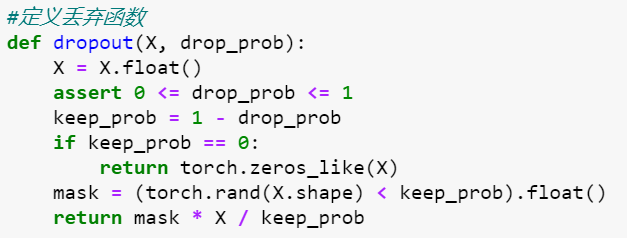 #定义丢弃函数
def dropout(X, drop_prob):
    X = X.float()
    assert 0 <= drop_prob <= 1
    keep_prob = 1 - drop_prob
    if keep_prob == 0:
        return torch.zeros_like(X)
    mask = (torch.rand(X.shape) < keep_prob).float()
    return mask * X / keep_prob